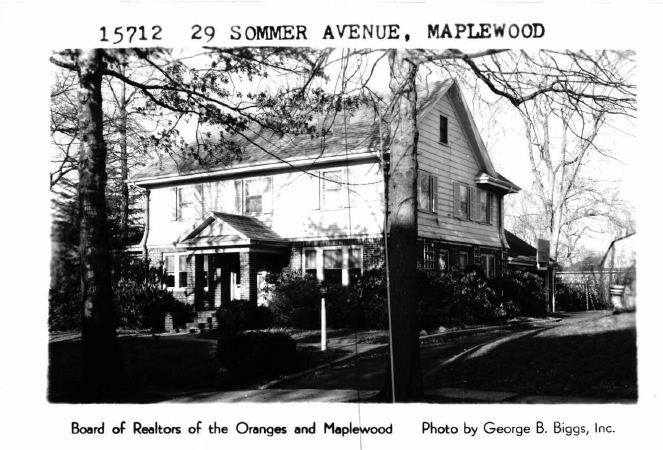 15712 29 SOMMER AVENUE, MAPLEWOOD
Board of Realtors of the Oranges and Maplewood Photo by George B. Biggs, Inc.